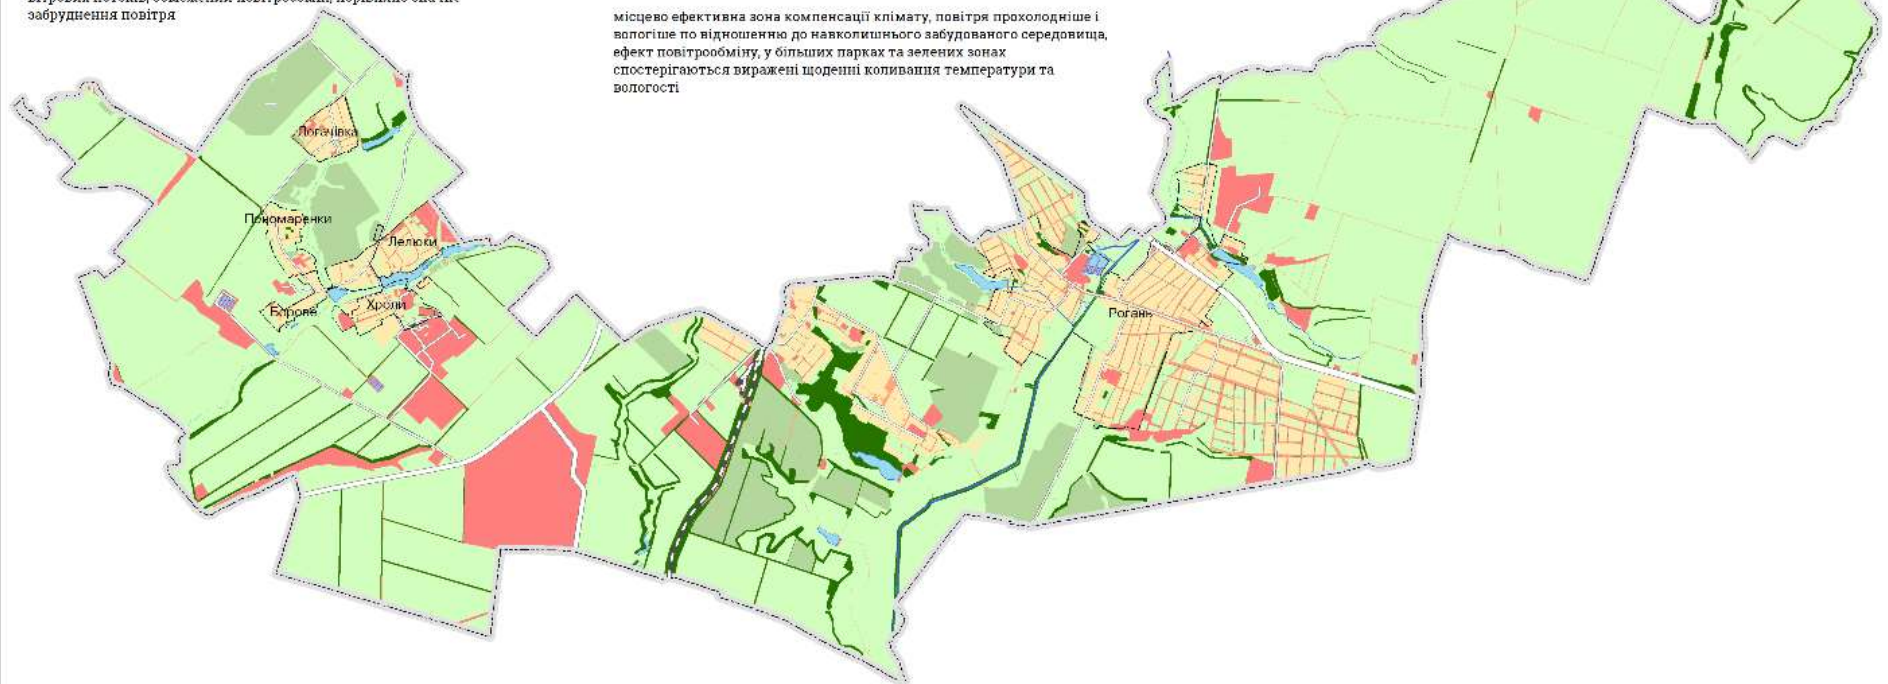 забруднення повітря
місцево ефективна зона компенсації клімату, повітря прохолодніше і
вологіше по відношенню до навколишнього забудованого середовища,
ефект повітрообміну, у більших парках та зелених зонах
спостерігаються виражені щоденні коливання температури та
вологості
Логачівка
Пономаренки
Лелюки
Хроли
Борове
Рогань